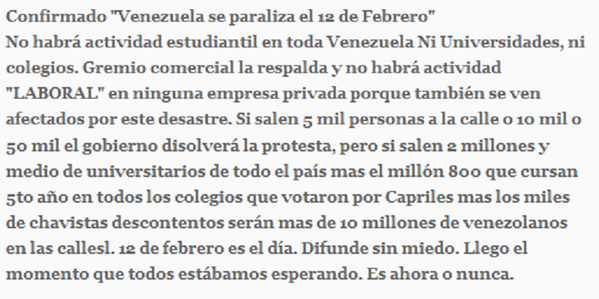 Confirmado "Venezuela se paraliza el 12 de Febrero"
No habrá actividad estudiantil en toda Venezuela Ni Universidades, ni
colegios. Gremio comercial la respalda y no habrá actividad
"LABORAL" en ninguna empresa privada porque también se ven
afectados por este desastre. Si salen 5 mil personas a la calle o 10 mil o
50 mil el gobierno disolverá la protesta, pero si salen 2 millones y
medio de universitarios de todo el país mas el millón 800 que cursan
5to año en todos los colegios que votaron por Capriles mas los miles
de chavistas descontentos serán mas de 10 millones de venezolanos
en las callesl. 12 de febrero es el día. Difunde sin miedo. Llego el
momento que todos estábamos esperando. Es ahora o nunca.